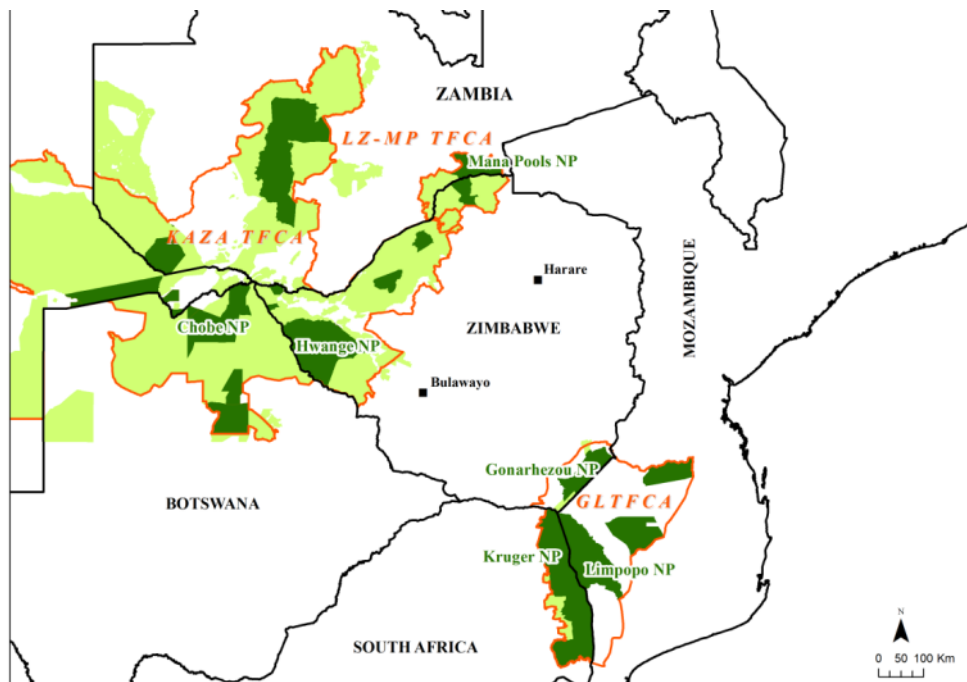 ZAMBIA
LZ-MP TFCA
Mana Pools NP
KAZA TFCA
MOZAMBIQUE
Harare
Chobe NP
ZIMBABWE
Hwange NP
Bulawayo
Gonarhezou NP
BOTSWANA
GLTFCA
Kruger NP
Limpopo NP
SOUTH AFRICA
N
0 50 100 Km